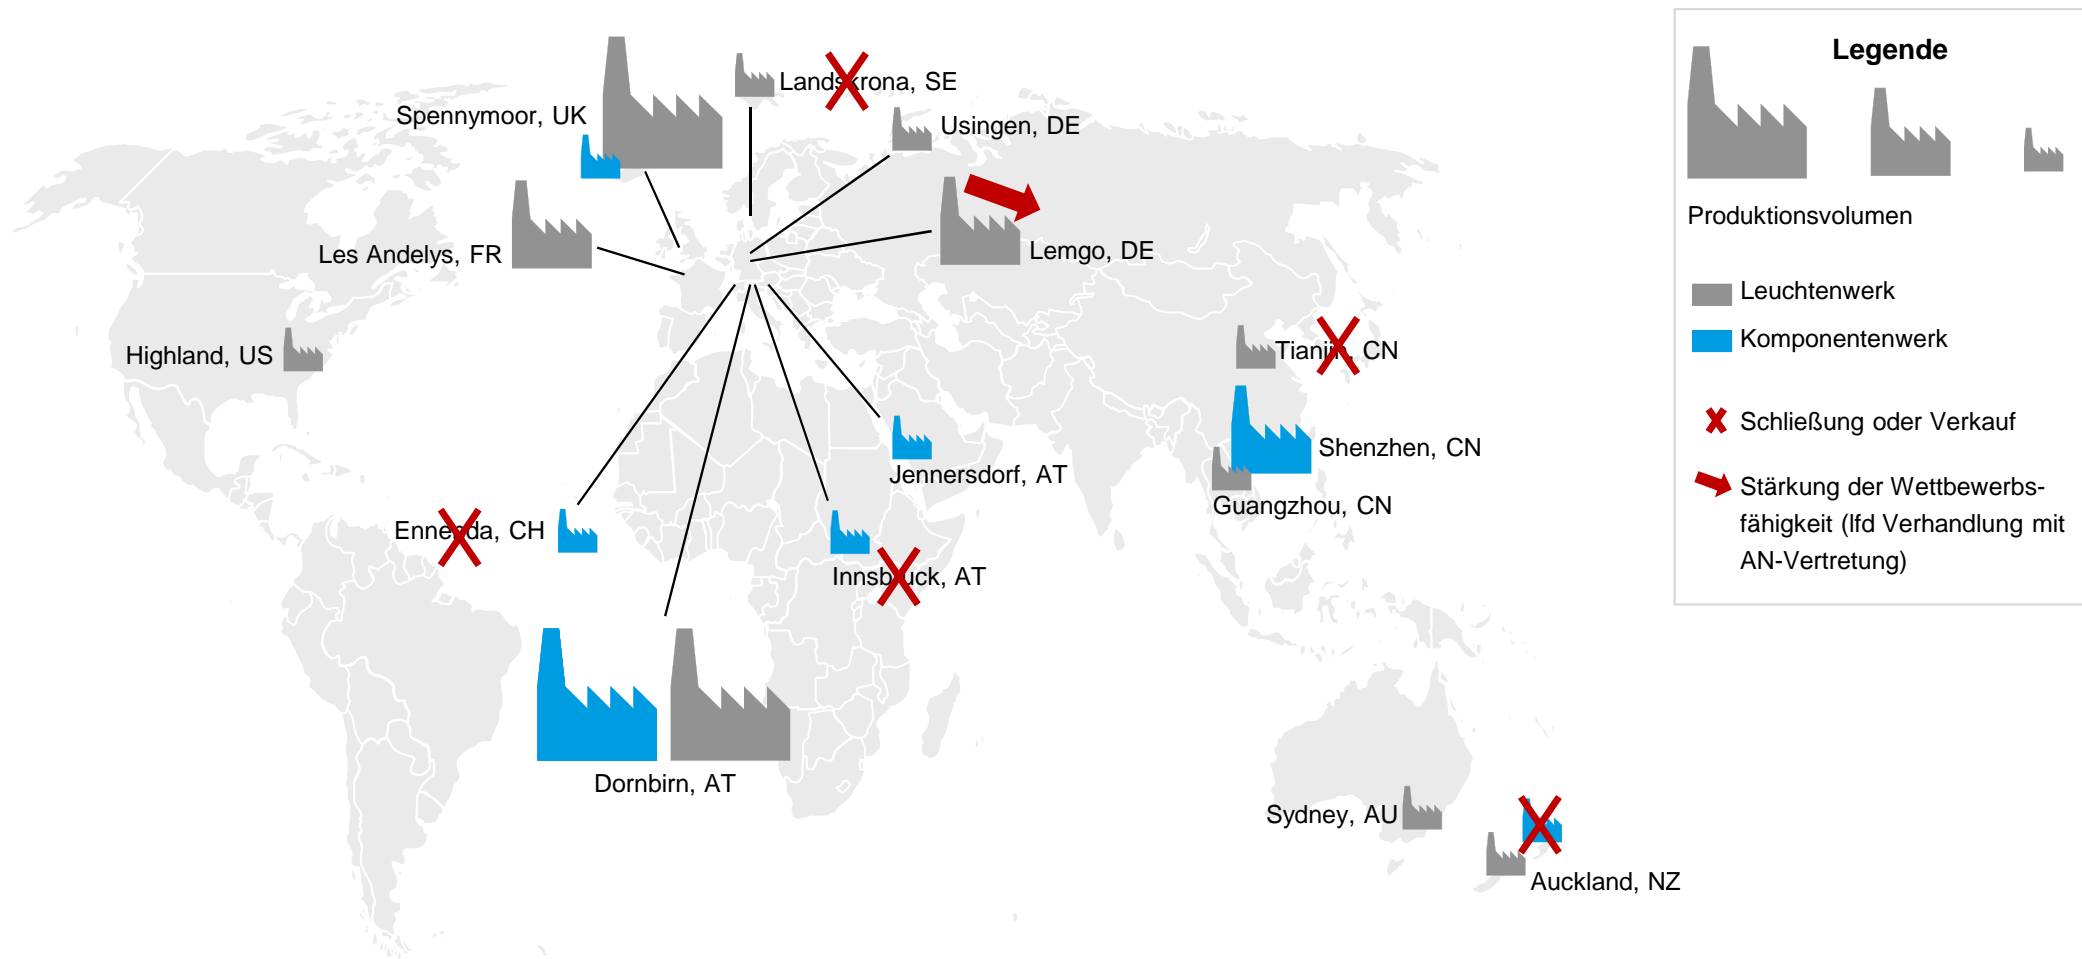 Landskrona, SE
Spennymoor, UK
Usingen, DE
Les Andelys, FR
Lemgo, DE
Highland, US
Tianjin, CN
Shenzhen, CN
Jennersdorf, AT
Guangzhou, CN
Ennenda, CH
Innsbruck, AT
Dornbirn, AT
Sydney, AU
Auckland, NZ
Legende
Produktionsvolumen
Leuchtenwerk
Komponentenwerk
Schließung oder Verkauf
Stärkung der Wettbewerbs-
fähigkeit (lfd Verhandlung mit
AN-Vertretung)